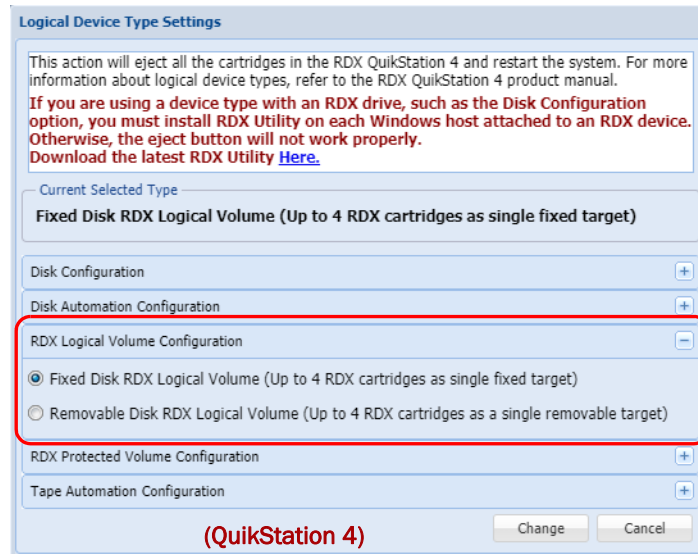 Logical Device Type Settings
This action will eject all the cartridges in the RDX QuikStation 4 and restart the system. For more
information about logical device types, refer to the RDX QuikStation 4 product manual.
If you are using a device type with an RDX drive, such as the Disk Configuration
option, you must install RDX Utility on each Windows host attached to an RDX device.
Otherwise, the eject button will not work properly.
Download the latest RDX Utility Here.
Current Selected Type
Fixed Disk RDX Logical Volume (Up to 4 RDX cartridges as single fixed target)
Disk Configuration
Disk Automation Configuration
RDX Logical Volume Configuration
Fixed Disk RDX Logical Volume (Up to 4 RDX cartridges as single fixed target)
Removable Disk RDX Logical Volume (Up to 4 RDX cartridges as a single removable target)
RDX Protected Volume Configuration
Tape Automation Configuration
(QuikStation 4)
Change
Cancel